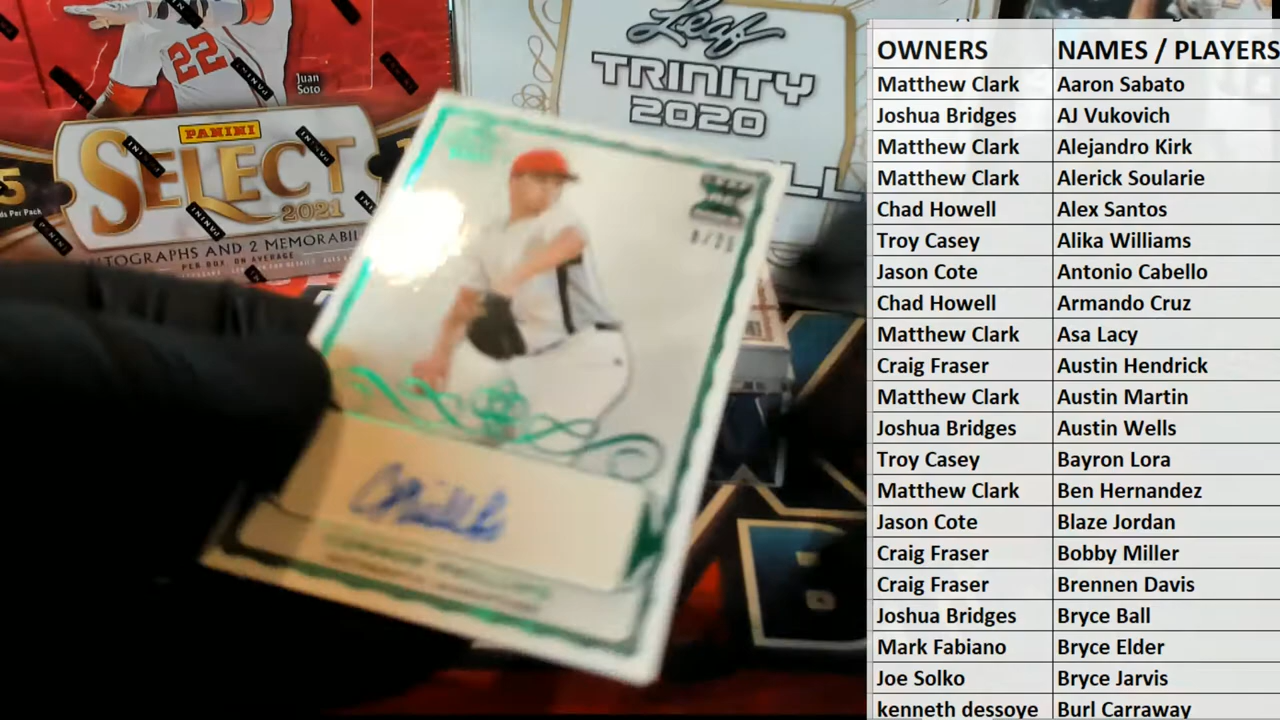 22
Juan
Soto
PANINI
SELECT
2021
AUTOGRAPHS AND 2 MEMORABIL
PER BOX ON AVERAGE
Leaf
TRINITY
2020
OWNERS NAMES / PLAYERS
Matthew Clark Aaron Sabato
Joshua Bridges AJ Vukovich
Matthew Clark Alejandro Kirk
Matthew Clark Alerick Soularie
Chad Howell Alex Santos
Troy Casey Alika Williams
Jason Cote Antonio Cabello
Chad Howell Armando Cruz
Matthew Clark Asa Lacy
Craig Fraser Austin Hendrick
Matthew Clark Austin Martin
Joshua Bridges Austin Wells
Troy Casey Bayron Lora
Matthew Clark Ben Hernandez
Jason Cote Blaze Jordan
Craig Fraser Bobby Miller
Craig Fraser Brennen Davis
Joshua Bridges Bryce Ball
Mark Fabiano Bryce Elder
Joe Solko Bryce Jarvis
kenneth dessoye Burl Carraway